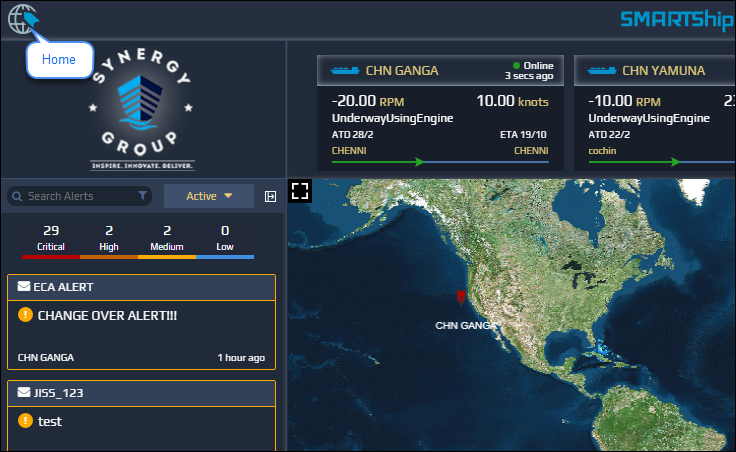 SMARTShip
Home
SYNERGY
GROUP
INSPIRE. INNOVATE. DELIVER.
CHN GANGA
Online
3 secs ago
-20.00 RPM
10.00 knots
UnderwayUsingEngine
ATD 28/2
ETA 19/10
CHENNI
CHENNI
CHN YAMUNA
-10.00 RPM
23
UnderwayUsingEngine
ATD 22/2
cochin
Search Alerts
Active
29
2
2
0
Critical
High
Medium
Low
ECA ALERT
CHANGE OVER ALERT!!!
CHN GANGA
1 hour ago
JISS_123
test
CHN GANGA